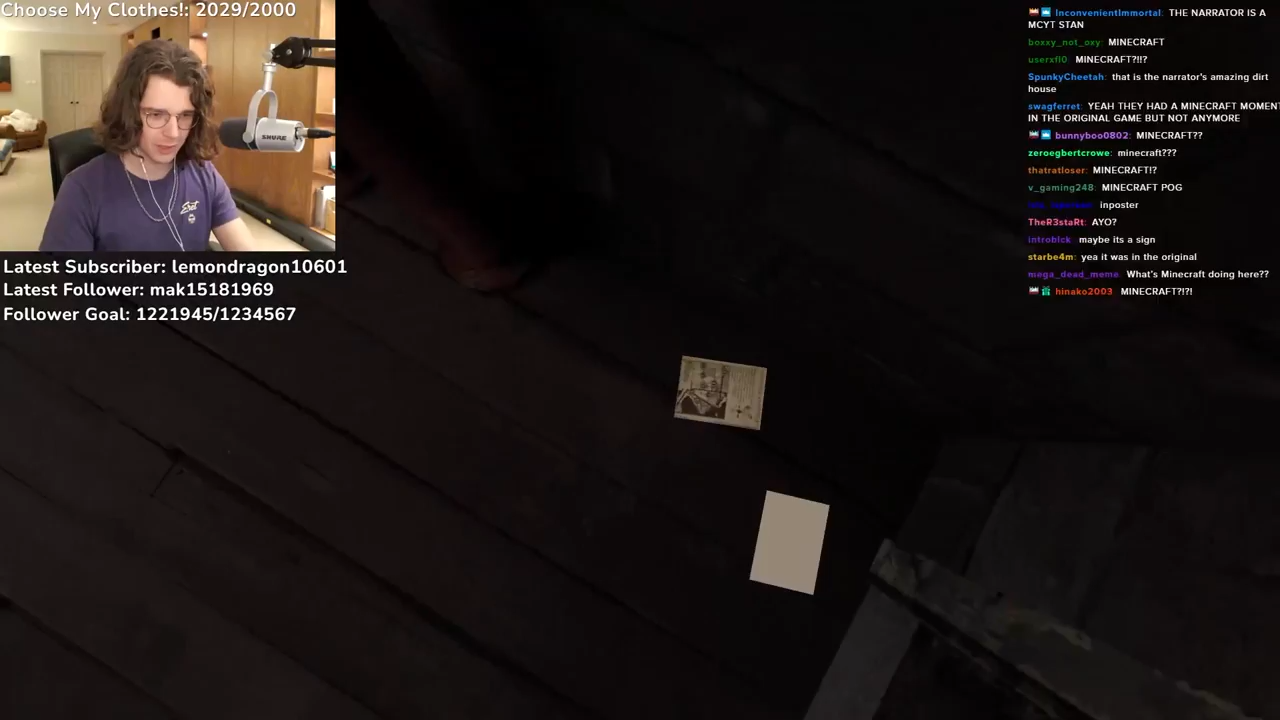 Choose My Clothes!: 2029/2000
SHURE
Latest Subscriber: lemondragon10601
Latest Follower: mak15181969
Follower Goal: 1221945/1234567
InconvenientImmortal: THE NARRATOR IS A
MCYT STAN
boxxy_not_oxy: MINECRAFT
userxfl0: MINECRAFT?!!?
SpunkyCheetah: that is the narrator's amazing dirt
house
swagferret: YEAH THEY HAD A MINECRAFT MOMENT
IN THE ORIGINAL GAME BUT NOT ANYMORE
bunnyboo0802: MINECRAFT??
zeroegbertcrowe: minecraft???
thatratloser: MINECRAFT!?
v_gaming248: MINECRAFT POG
inposter
TheR3staRt: AYO?
introblck: maybe its a sign
starbe4m: yea it was in the original
mega_dead_meme: What's Minecraft doing here??
hinako2003 MINECRAFT?!?!